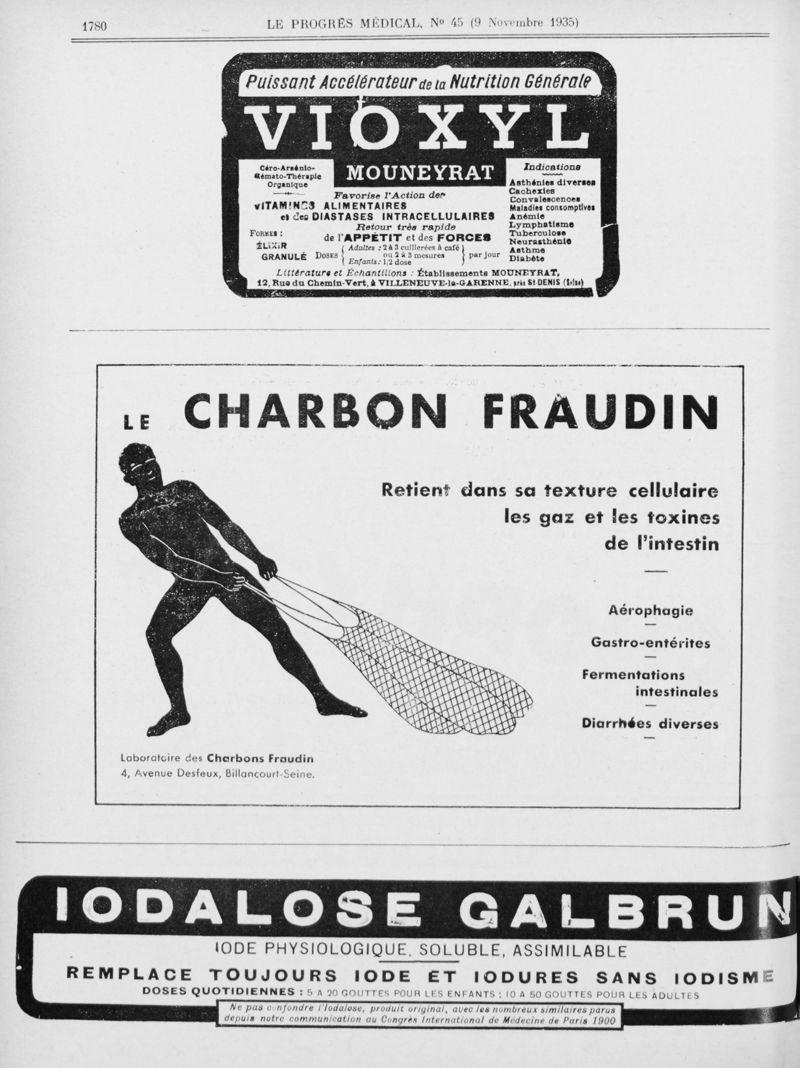 1780
LE PROGRÈS MÉDICAL, No 45 (9 Novembre 1935)
Puissant Accélérateur de la Nutrition Générale
VIOXYL
MOUNEYRAT
Céro-Arsénio-
Hémato-Thérapie
Organique
Favorise l'Action des
VITAMINES ALIMENTAIRES
et des DIASTASES INTRACELLULAIRES
Retour très rapide
de l'APPÉTIT et des FORCES
FORMES :
ÉLIXIR
GRANULÉ
DOSES
Adultes : 2 à 3 cuillerées à café
ou 2 à 3 mesures
Enfants : 1/2 dose
par jour
Indications
Asthénies diverses
Cachexies
Convalescences
Maladies consomptives
Anémie
Lymphatisme
Tuberculose
Neurasthénie
Asthme
Diabète
Littérature et Échantillons : Établissements MOUNEYRAT,
12, Rue du Chemin-Vert, à VILLENEUVE-la-GARENNE, près St-DENIS (Seine)
LE CHARBON FRAUDIN
Retient dans sa texture cellulaire
les gaz et les toxines
de l'intestin
Aérophagie
Gastro-entérites
Fermentations
intestinales
Diarrhées diverses
Laboratoire des Charbons Fraudin
4, Avenue Desfeux, Billancourt-Seine.
IODALOSE GALBRUN
IODE PHYSIOLOGIQUE, SOLUBLE, ASSIMILABLE
REMPLACE TOUJOURS IODE ET IODURES SANS IODISME
DOSES QUOTIDIENNES : 5 A 20 GOUTTES POUR LES ENFANTS ; 10 A 50 GOUTTES POUR LES ADULTES
Ne pas confondre l'Iodalose, produit original, avec les nombreux similaires parus
depuis notre communication au Congrès International de Médecine de Paris 1900